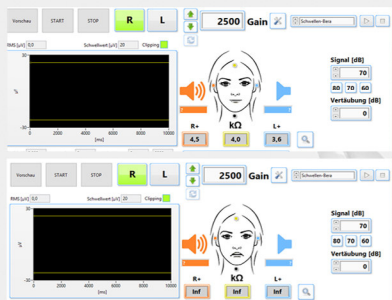 Vorschau START STOP R L 2500 Gain Schwellen-Bera
RMS [µV] 0,0 Schwellwert [µV] 20 Clipping
Signal [dB]
70
80 70 60
Vertäubung [dB]
0
30
µV
-30
0 2000 4000 6000 8000 10000
[ms]
R+ kΩ L+
4,5 4,0 3,6
Vorschau START STOP R L 2500 Gain Schwellen-Bera
RMS [µV] 0,0 Schwellwert [µV] 20 Clipping
Signal [dB]
70
80 70 60
Vertäubung [dB]
0
30
µV
-30
0 2000 4000 6000 8000 10000
[ms]
R+ kΩ L+
Inf Inf Inf